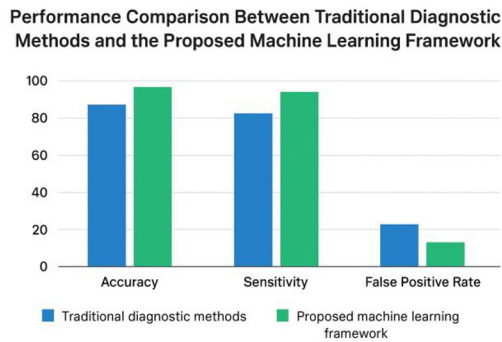 Performance Comparison Between Traditional Diagnostic
Methods and the Proposed Machine Learning Framework
100
80
60
40
20
0
Accuracy
Sensitivity
False Positive Rate
Traditional diagnostic methods
Proposed machine learning
framework